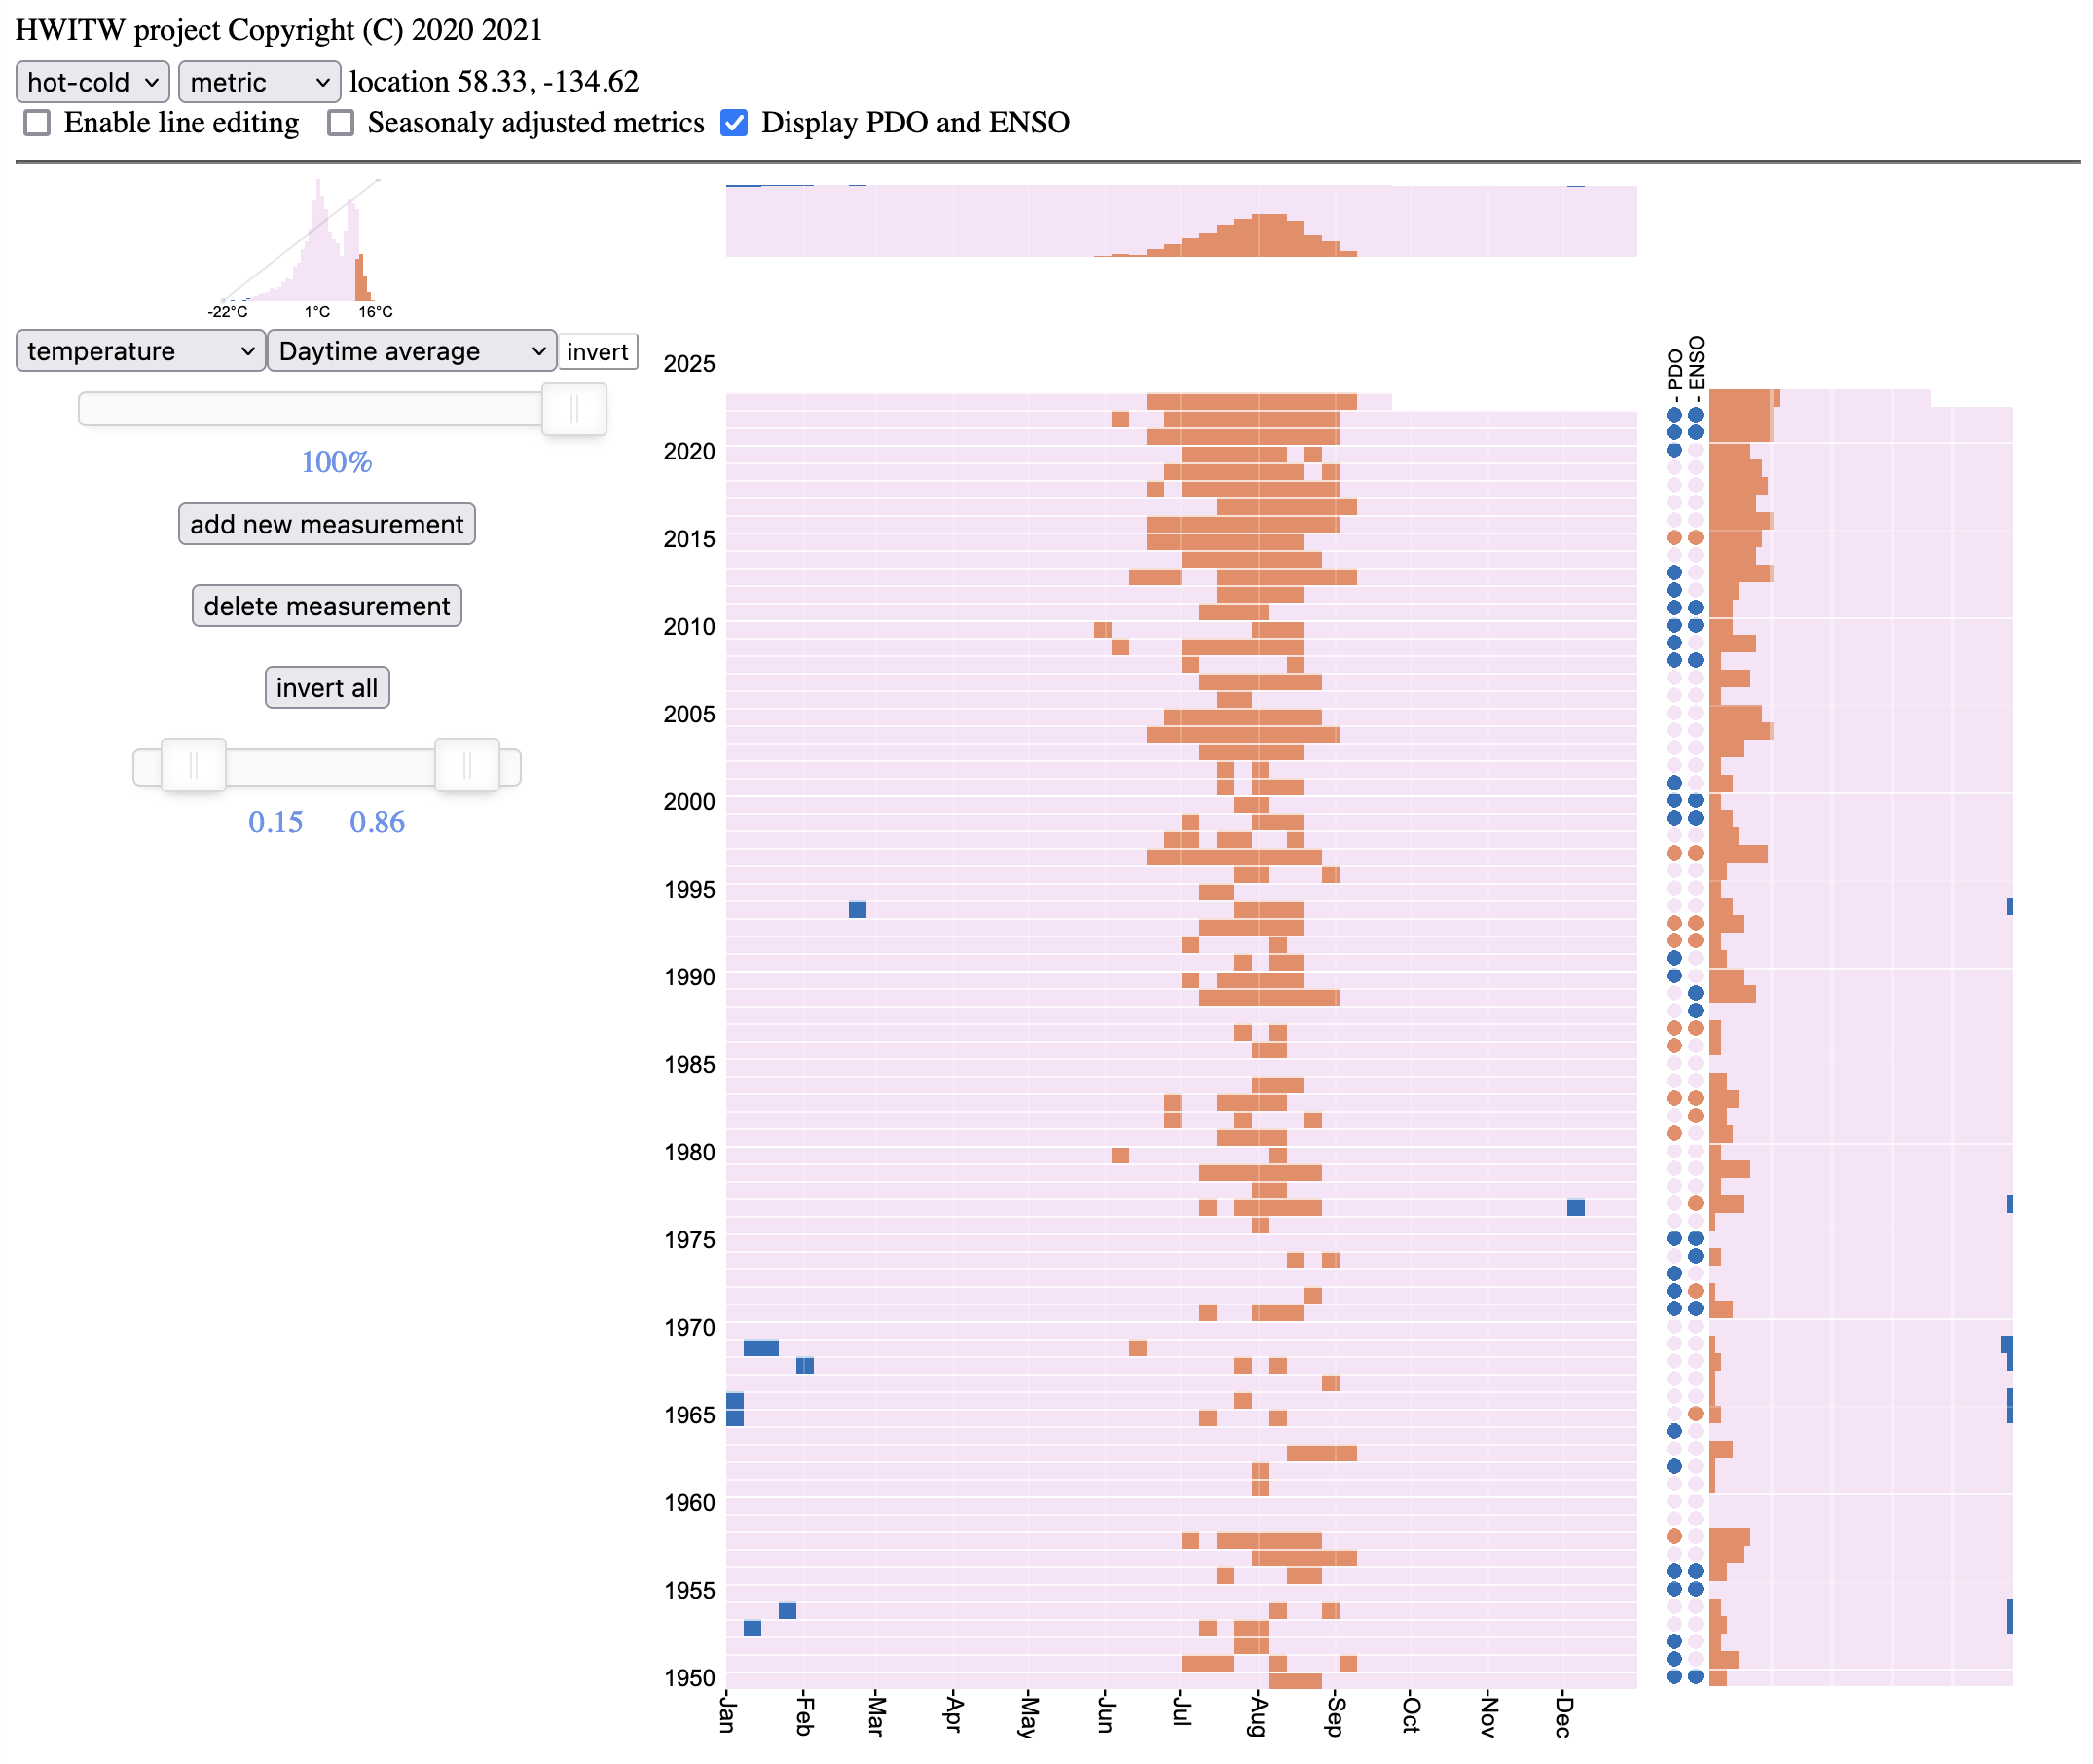 HWITW project Copyright (C) 2020 2021
hot-cold metric location 58.33, -134.62
Enable line editing Seasonaly adjusted metrics Display PDO and ENSO
-22°C 1°C 16°C
temperature Daytime average invert
100%
add new measurement
delete measurement
invert all
0.15 0.86
2025
2020
2015
2010
2005
2000
1995
1990
1985
1980
1975
1970
1965
1960
1955
1950
Jan Feb Mar Apr May Jun Jul Aug Sep Oct Nov Dec
- PDO
- ENSO